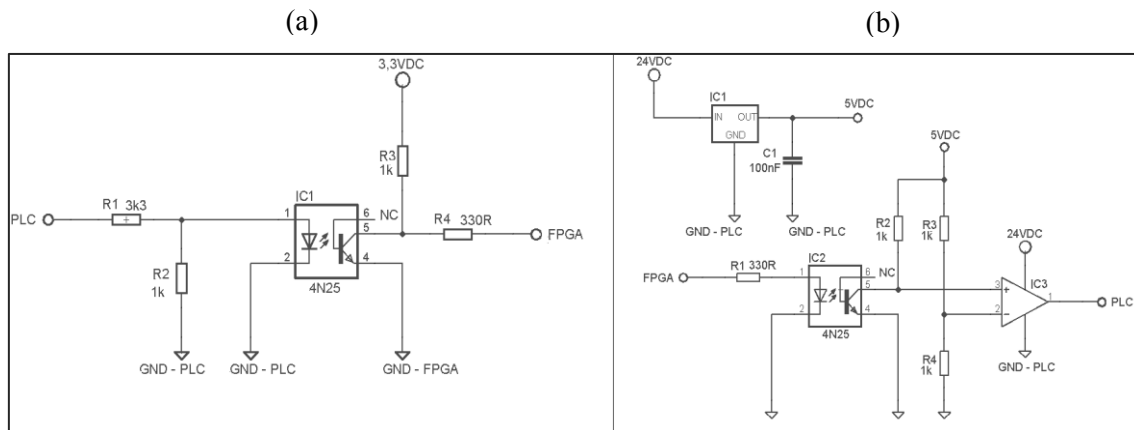 (a)
(b)
3,3VDC
R3
1k
IC1
PLC
R1 3k3
1
6
NC
5
R4 330R
FPGA
R2
1k
2
4
4N25
GND - PLC
GND - PLC
GND - FPGA
24VDC
IC1
IN OUT
GND
5VDC
C1
100nF
GND - PLC
GND - PLC
5VDC
R2
1k
R3
1k
24VDC
IC2
FPGA
R1 330R
1
6
NC
5
2
4
4N25
3
+
IC3
1
PLC
2
−
GND - PLC
R4
1k